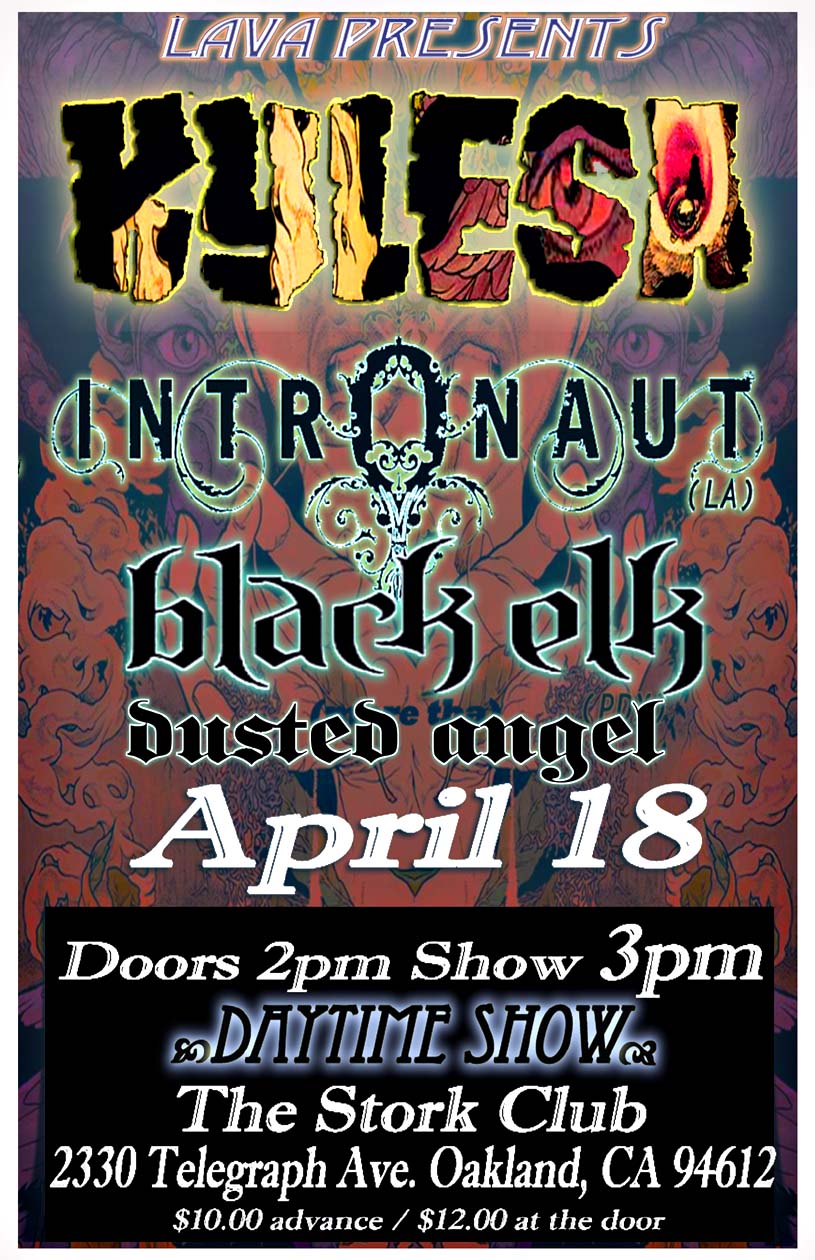 LAVA PRESENTS
KYLESA
INTRONAUT
(LA)
black elk
(PDX)
dusted angel
April 18
Doors 2pm Show 3pm
DAYTIME SHOW
The Stork Club
2330 Telegraph Ave. Oakland, CA 94612
$10.00 advance / $12.00 at the door